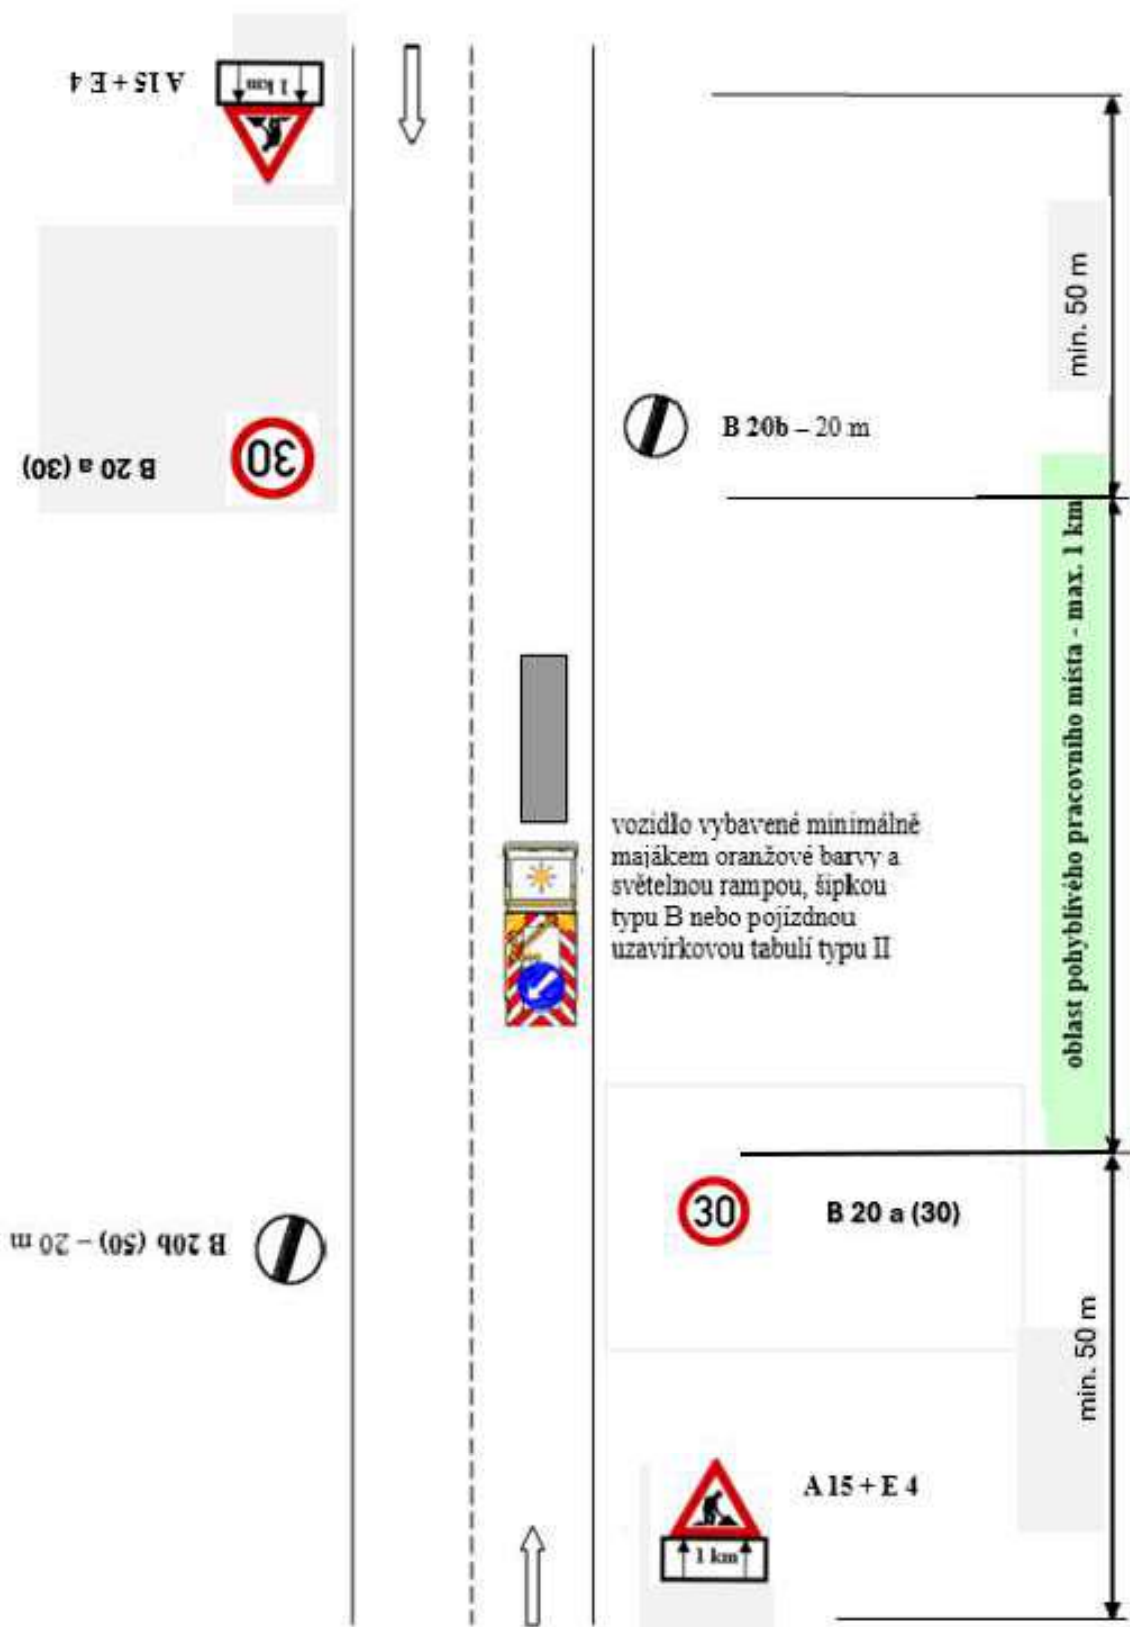 A 15 + E 4
1 km
min. 50 m
B 20b – 20 m
30
B 20 a (30)
oblast pohyblivého pracovního místa - max. 1 km
vozidlo vybavené minimálně
majákem oranžové barvy a
světelnou rampou, šipkou
typu B nebo pojízdnou
uzavírkovou tabulí typu II
30
B 20 a (30)
B 20b (50) – 20 m
min. 50 m
A 15 + E 4
1 km